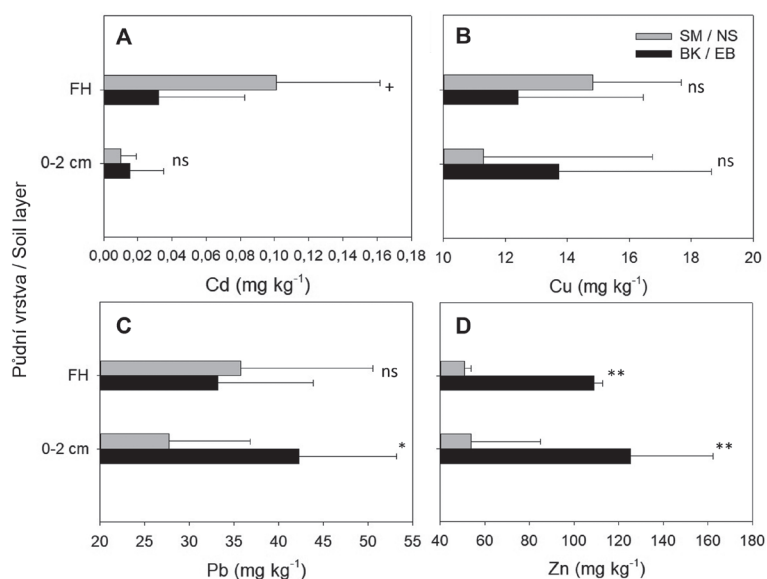 A
FH
+
0-2 cm
ns
0,00 0,02 0,04 0,06 0,08 0,10 0,12 0,14 0,16 0,18
Cd (mg kg⁻¹)
B
SM / NS
BK / EB
ns
ns
10 12 14 16 18 20
Cu (mg kg⁻¹)
Půdní vrstva / Soil layer
C
FH
ns
0-2 cm
*
20 25 30 35 40 45 50 55
Pb (mg kg⁻¹)
D
**
**
40 60 80 100 120 140 160 180
Zn (mg kg⁻¹)